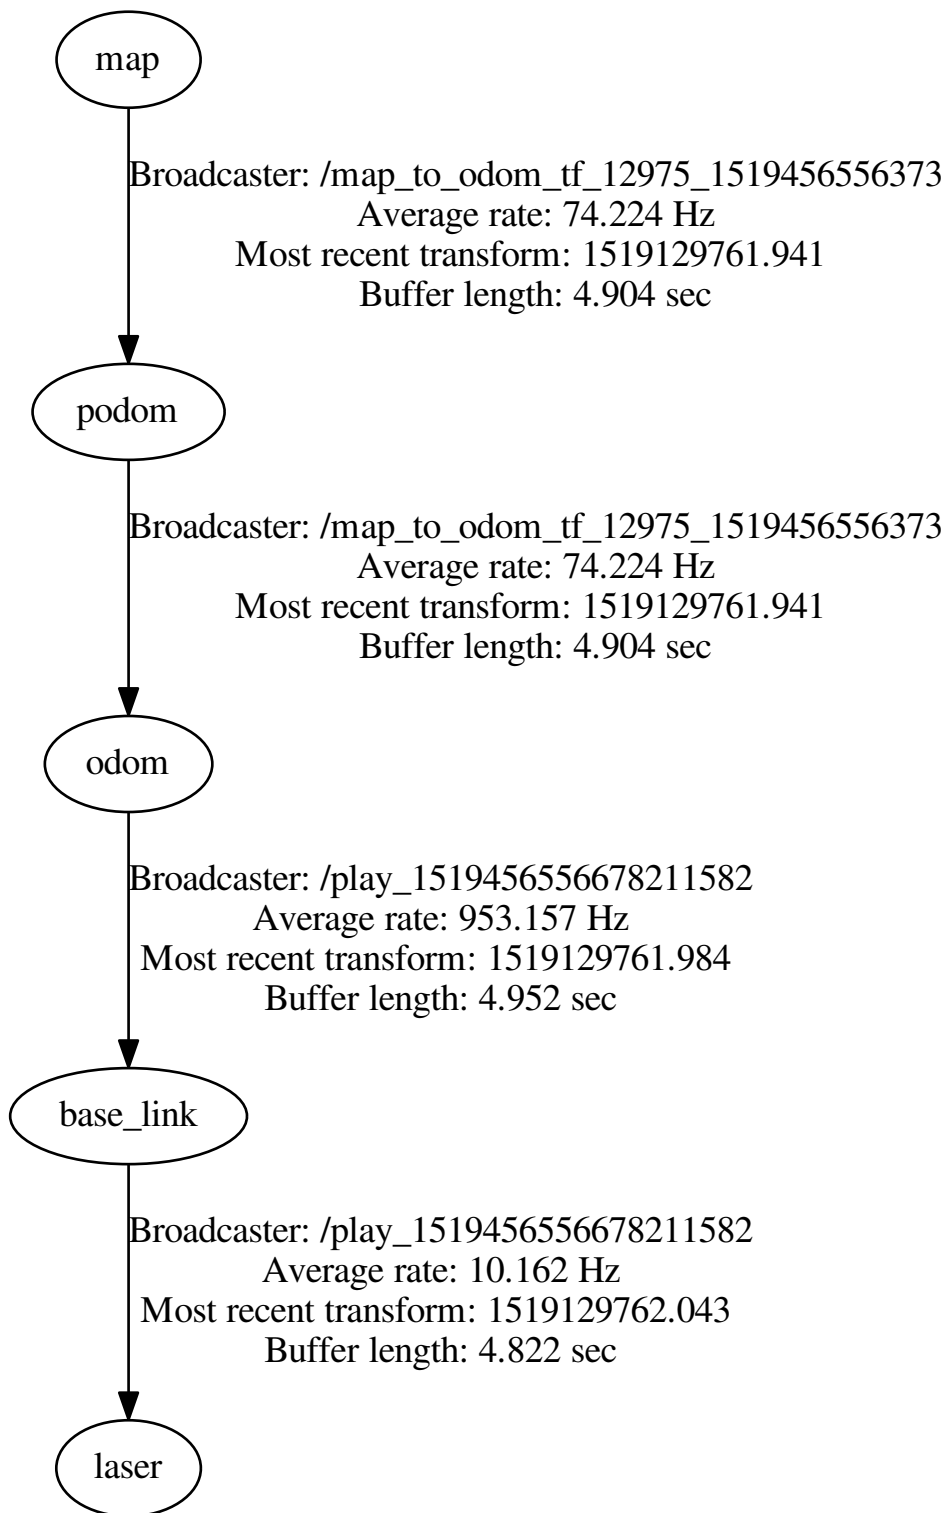 map
Broadcaster: /map_to_odom_tf_12975_1519456556373
Average rate: 74.224 Hz
Most recent transform: 1519129761.941
Buffer length: 4.904 sec
podom
Broadcaster: /map_to_odom_tf_12975_1519456556373
Average rate: 74.224 Hz
Most recent transform: 1519129761.941
Buffer length: 4.904 sec
odom
Broadcaster: /play_1519456556678211582
Average rate: 953.157 Hz
Most recent transform: 1519129761.984
Buffer length: 4.952 sec
base_link
Broadcaster: /play_1519456556678211582
Average rate: 10.162 Hz
Most recent transform: 1519129762.043
Buffer length: 4.822 sec
laser